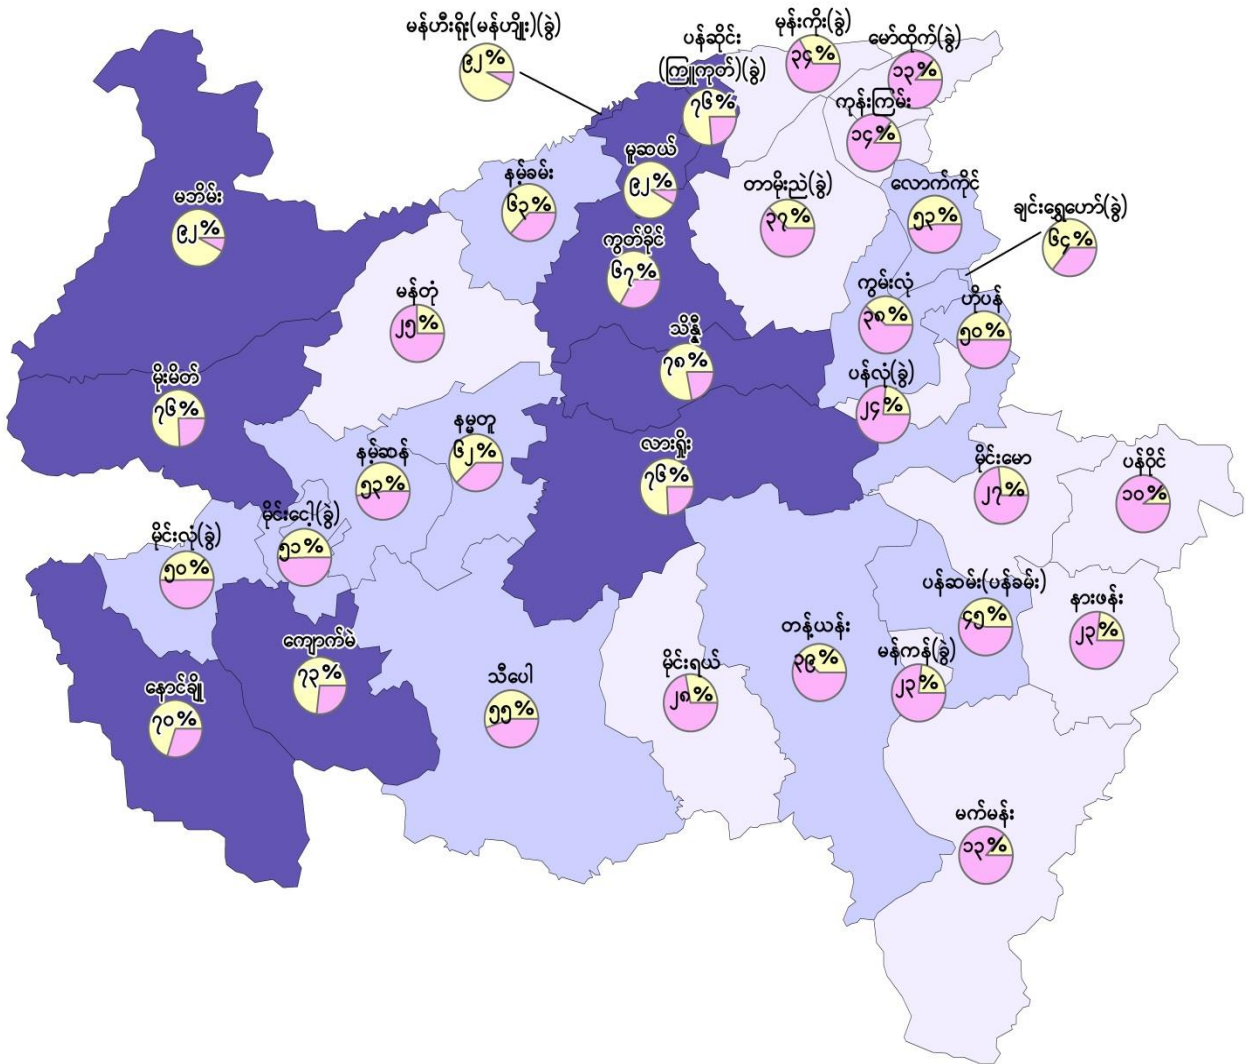 မန်ဟီးရိုး(မန်ဟျိုး)(ခွဲ)
၉၂%
ပန်ဆိုင်း
(ကြူကုတ်)(ခွဲ)
၇၆%
မုန်းကိုး(ခွဲ)
၃၄%
မော်ထိုက်(ခွဲ)
၁၃%
ကုန်းကြမ်း
၁၄%
မူဆယ်
၉၂%
နမ့်ခမ်း
၆၃%
တာမိုးညဲ(ခွဲ)
၃၇%
လောက်ကိုင်
၅၃%
ချင်းရွှေဟော်(ခွဲ)
၆၄%
မဘိမ်း
၉၂%
ကွတ်ခိုင်
၆၇%
မန်တုံ
၂၅%
ကွမ်းလုံ
၃၈%
ဟိုပန်
၅၀%
သိန္နီ
၇၈%
မိုးမိတ်
၇၆%
ပန်လုံ(ခွဲ)
၂၄%
နမ္မတူ
၆၂%
နမ့်ဆန်
၅၃%
လားရှိုး
၇၆%
မိုင်းမော
၂၇%
ပန်ဝိုင်
၁၀%
မိုင်းငေါ့(ခွဲ)
၅၁%
မိုင်းလုံ(ခွဲ)
၅၀%
ပန်ဆမ်း(ပန်ခမ်း)
၄၅%
နားဖန်း
၂၃%
တန့်ယန်း
၃၉%
မန်ကန်(ခွဲ)
၂၃%
ကျောက်မဲ
၇၃%
မိုင်းရယ်
၂၈%
သီပေါ
၅၅%
နောင်ချို
၇၀%
မက်မန်း
၁၃%